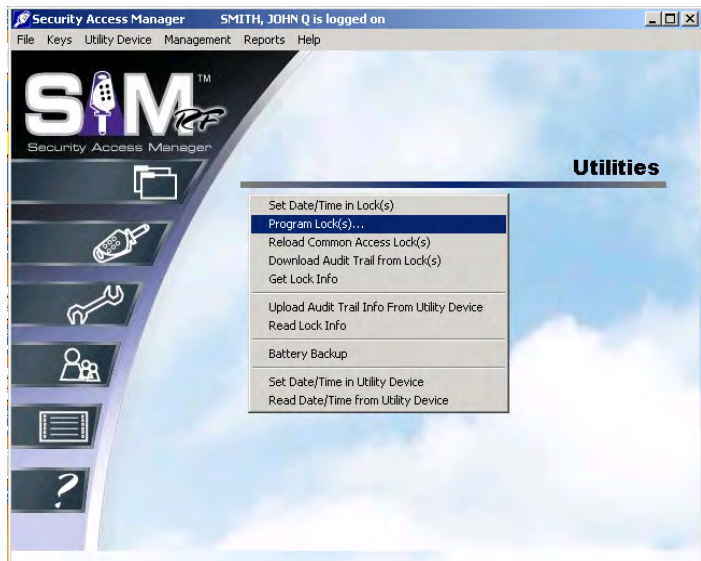 Security Access Manager SMITH, JOHN Q is logged on
File Keys Utility Device Management Reports Help
SAM TM
RF
Security Access Manager
Utilities
Set Date/Time in Lock(s)
Program Lock(s)...
Reload Common Access Lock(s)
Download Audit Trail from Lock(s)
Get Lock Info
Upload Audit Trail Info From Utility Device
Read Lock Info
Battery Backup
Set Date/Time in Utility Device
Read Date/Time from Utility Device
?